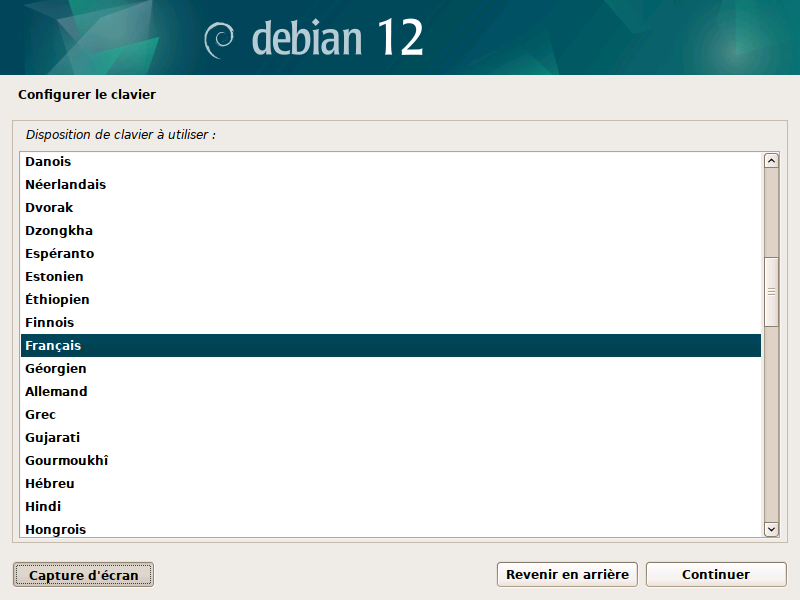 debian 12
Configurer le clavier
Disposition de clavier à utiliser :
Danois
Néerlandais
Dvorak
Dzongkha
Espéranto
Estonien
Éthiopien
Finnois
Français
Géorgien
Allemand
Grec
Gujarati
Gourmoukhî
Hébreu
Hindi
Hongrois
Capture d'écran
Revenir en arrière
Continuer